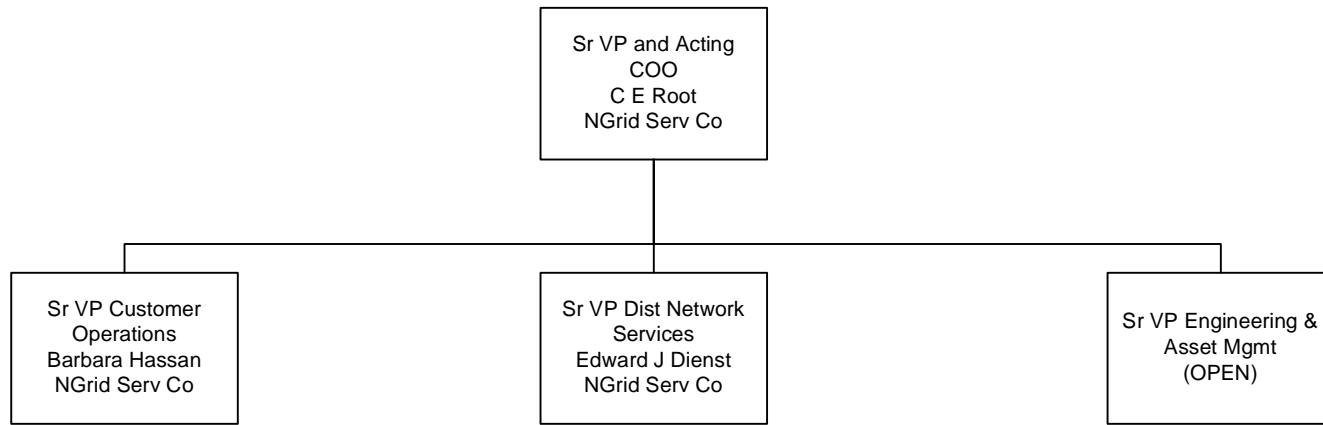 Sr VP and Acting
COO
C E Root
NGrid Serv Co
Sr VP Customer
Operations
Barbara Hassan
NGrid Serv Co
Sr VP Dist Network
Services
Edward J Dienst
NGrid Serv Co
Sr VP Engineering &
Asset Mgmt
(OPEN)